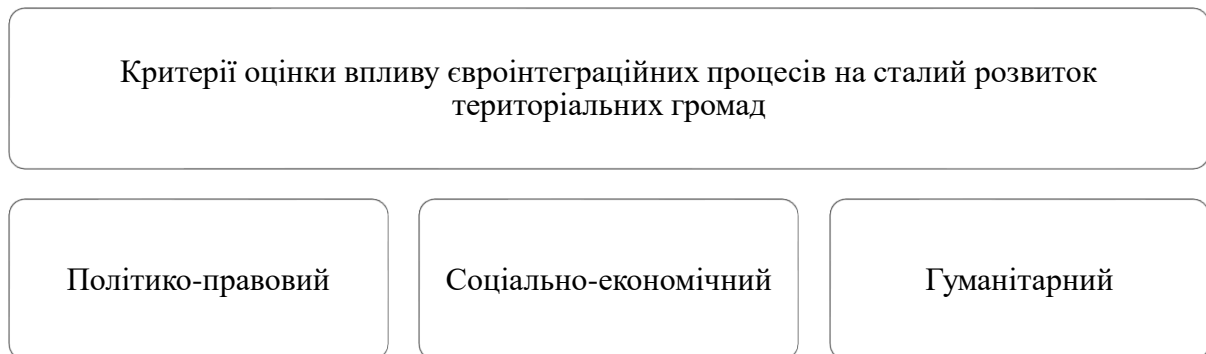 Критерії оцінки впливу євроінтеграційних процесів на сталий розвиток
територіальних громад
Політико-правовий
Соціально-економічний
Гуманітарний